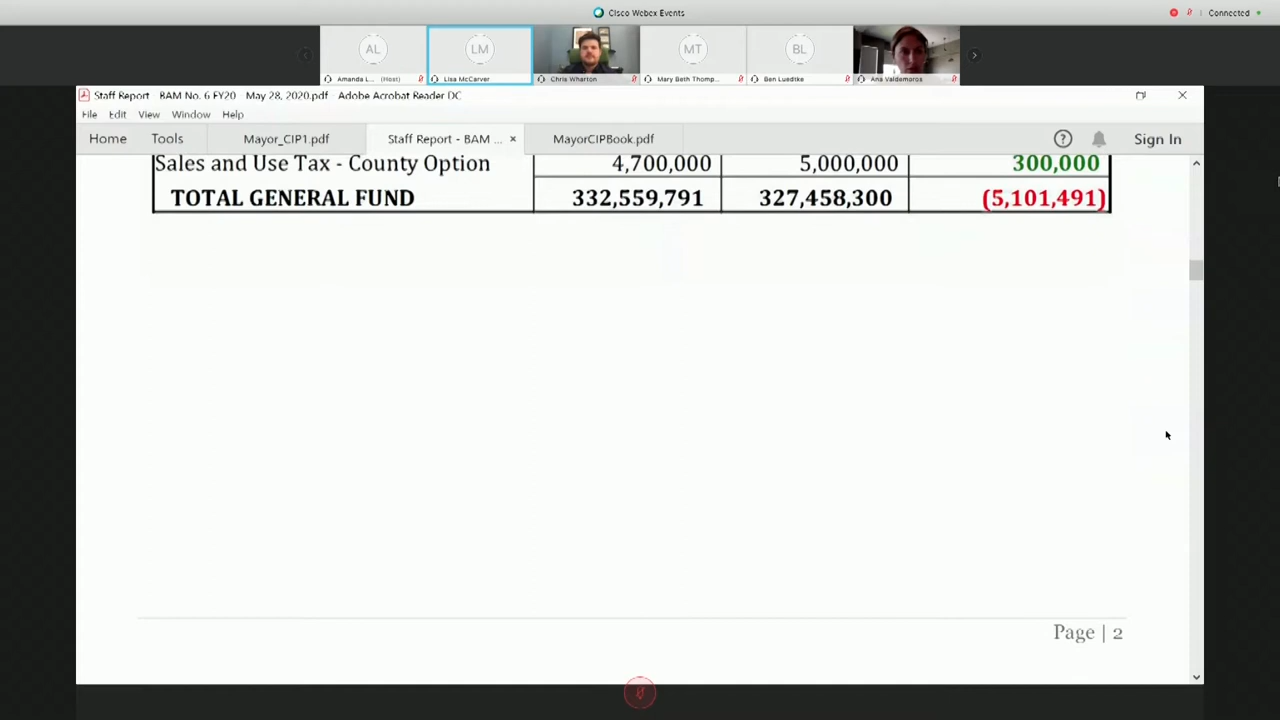 Cisco Webex Events
Connected
AL
LM
MT
BL
Amanda L... (Host)
Lisa McCarver
Chris Wharton
Mary Beth Thomp...
Ben Luedtke
Ana Valdemoros
Staff Report BAM No. 6 FY20 May 28, 2020.pdf - Adobe Acrobat Reader DC
File Edit View Window Help
Home Tools Mayor_CIP1.pdf Staff Report - BAM ... × MayorCIPBook.pdf Sign In
Sales and Use Tax - County Option 4,700,000 5,000,000 300,000
TOTAL GENERAL FUND 332,559,791 327,458,300 (5,101,491)
Page | 2